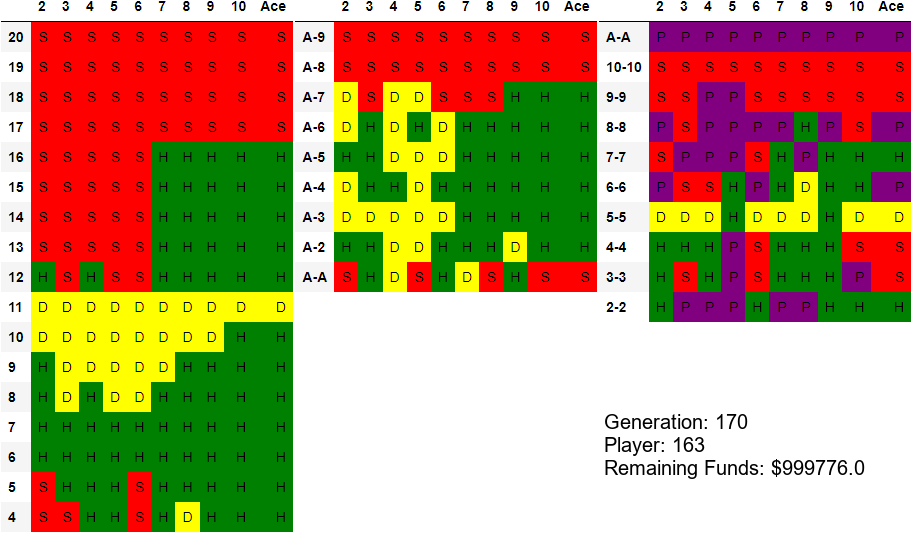 2 3 4 5 6 7 8 9 10 Ace
20 S S S S S S S S S S
19 S S S S S S S S S S
18 S S S S S S S S S S
17 S S S S S S S S S S
16 S S S S S H H H H H
15 S S S S S H H H H H
14 S S S S S H H H H H
13 S S S S S H H H H H
12 H S H S S H H H H H
11 D D D D D D D D D D
10 D D D D D D D D H H
9 H D D D D D H H H H
8 H D H D D H H H H H
7 H H H H H H H H H H
6 H H H H H H H H H H
5 S H H H S H H H H H
4 S S H H S H D H H H
2 3 4 5 6 7 8 9 10 Ace
A-9 S S S S S S S S S S
A-8 S S S S S S S S S S
A-7 D S D D S S S H H H
A-6 D H D H D H H H H H
A-5 H H D D D H H H H H
A-4 D H H D H H H H H H
A-3 D D D D D H H H H H
A-2 H H D D H H H D H H
A-A S H D S H D S H S S
2 3 4 5 6 7 8 9 10 Ace
A-A P P P P P P P P P P
10-10 S S S S S S S S S S
9-9 S S P P S S S S S S
8-8 P S P P P P H P S P
7-7 S P P P S H P H H H
6-6 P S S H P H D H H P
5-5 D D D H D D D H D D
4-4 H H H P S H H H S S
3-3 H S H P S H H H P S
2-2 H P P P H P P H H H
Generation: 170
Player: 163
Remaining Funds: $999776.0